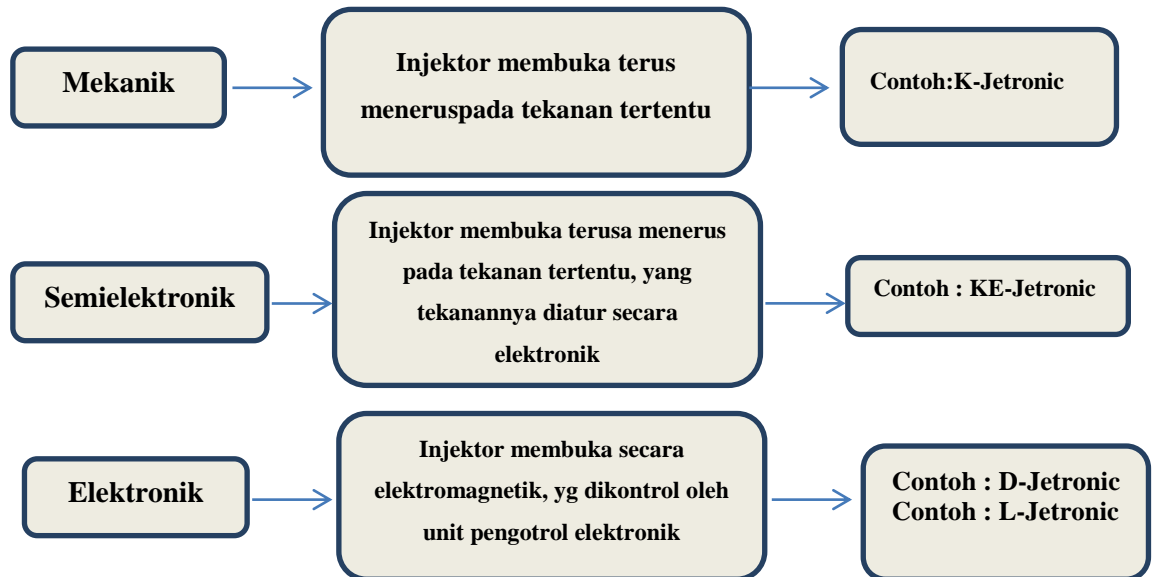 Mekanik
Injektor membuka terus
meneruspada tekanan tertentu
Contoh:K-Jetronic
Semielektronik
Injektor membuka terusa menerus
pada tekanan tertentu, yang
tekanannya diatur secara
elektronik
Contoh : KE-Jetronic
Elektronik
Injektor membuka secara
elektromagnetik, yg dikontrol oleh
unit pengotrol elektronik
Contoh : D-Jetronic
Contoh : L-Jetronic